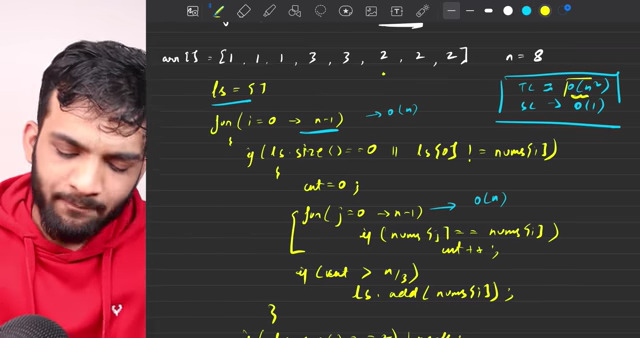 arr[] = {1, 1, 1, 3, 3, 2, 2, 2} n = 8
ls = []
TC = O(n²)
SC → O(1)
for(i=0 → n-1) → O(n)
{
if(ls.size() == 0 || ls[0] != nums[i])
{
cnt = 0;
for(j=0 → n-1) → O(n)
if(nums[j] == nums[i])
cnt++;
if(cnt > n/3)
ls.add(nums[i]);
}